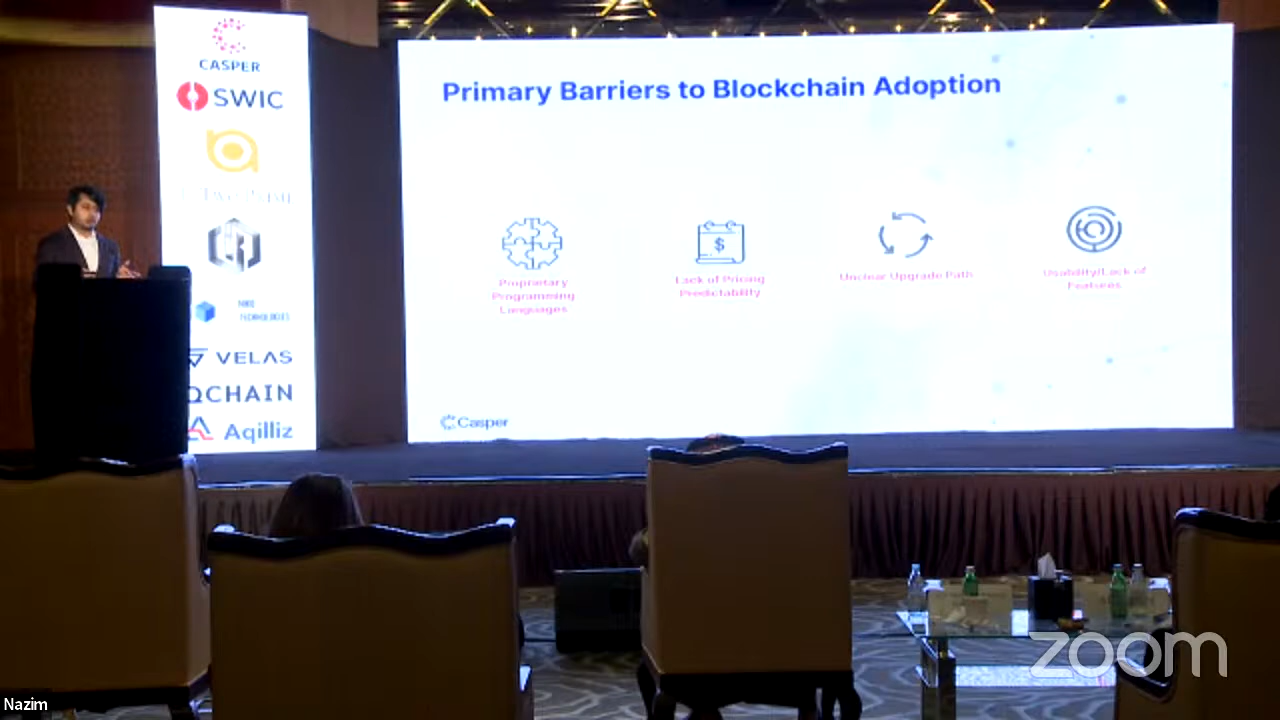 CASPER
SWIC
VELAS
QCHAIN
Aqilliz
Primary Barriers to Blockchain Adoption
$
Proprietary
Programming
Languages
Lack of Pricing
Predictability
Unclear Upgrade Path
Usability/Lack of
Features
Casper
zoom
Nazim